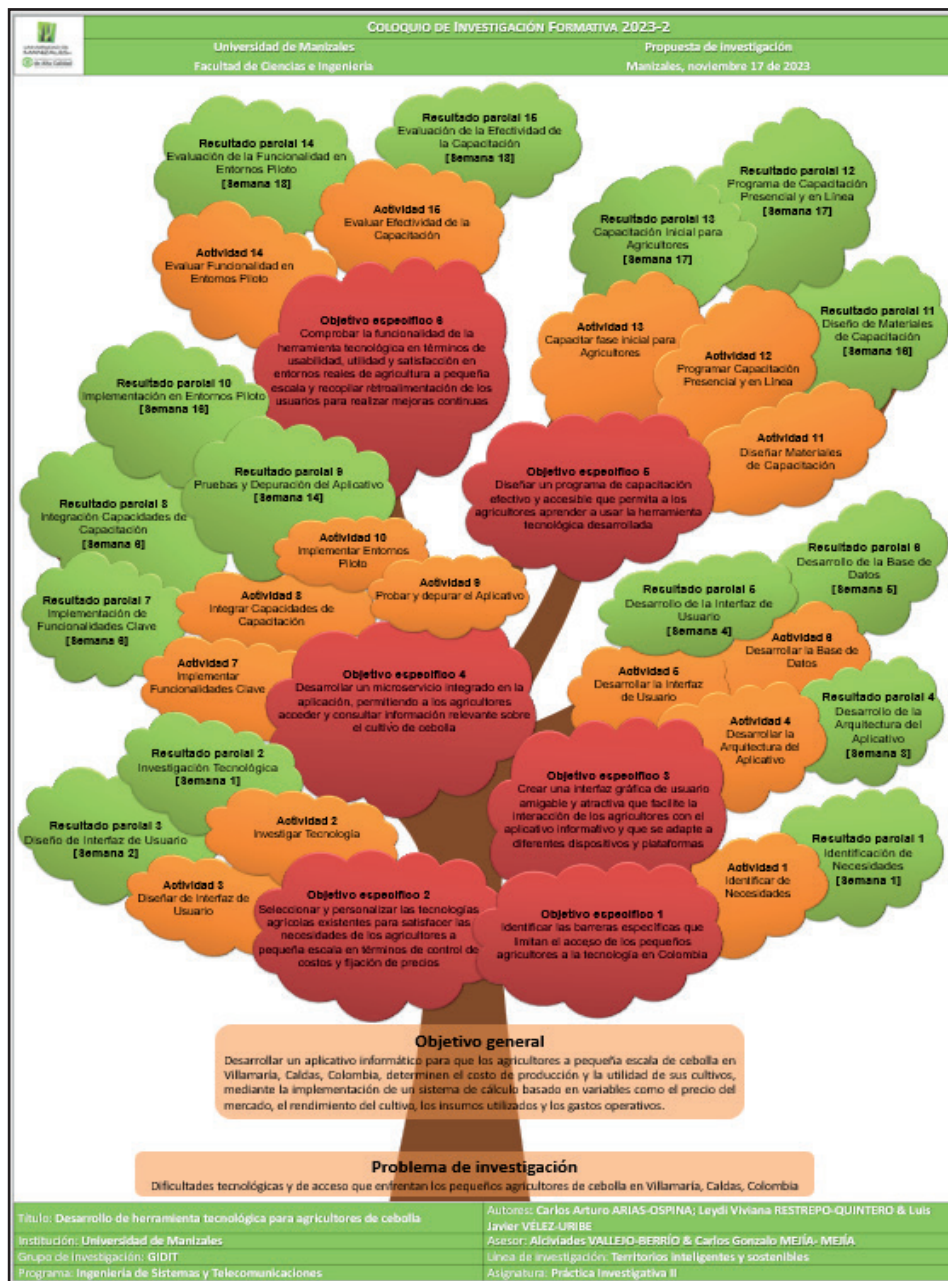 COLOQUIO DE INVESTIGACIÓN FORMATIVA 2023-2
UNIVERSIDAD DE
MANIZALES
de Alta Calidad
Universidad de Manizales
Facultad de Ciencias e Ingeniería
Propuesta de investigación
Manizales, noviembre 17 de 2023
Resultado parcial 14
Evaluación de la Funcionalidad en
Entornos Piloto
[Semana 18]
Resultado parcial 15
Evaluación de la Efectividad de
la Capacitación
[Semana 18]
Resultado parcial 12
Programa de Capacitación
Presencial y en Línea
[Semana 17]
Resultado parcial 13
Capacitación Inicial para
Agricultores
[Semana 17]
Actividad 15
Evaluar Efectividad de la
Capacitación
Actividad 14
Evaluar Funcionalidad en
Entornos Piloto
Resultado parcial 11
Diseño de Materiales
de Capacitación
[Semana 16]
Objetivo específico 6
Comprobar la funcionalidad de la
herramienta tecnológica en términos
de usabilidad, utilidad y satisfacción en
entornos reales de agricultura a pequeña
escala y recopilar retroalimentación de los
usuarios para realizar mejoras continuas
Actividad 13
Capacitar fase inicial para
Agricultores
Actividad 12
Programar Capacitación
Presencial y en Línea
Resultado parcial 10
Implementación en Entornos Piloto
[Semana 16]
Actividad 11
Diseñar Materiales
de Capacitación
Resultado parcial 9
Pruebas y Depuración del Aplicativo
[Semana 14]
Objetivo específico 5
Diseñar un programa de capacitación
efectivo y accesible que permita a los
agricultores aprender a usar la herramienta
tecnológica desarrollada
Resultado parcial 8
Integración Capacidades de
Capacitación
[Semana 6]
Actividad 10
Implementar Entornos
Piloto
Resultado parcial 6
Desarrollo de la Base de
Datos
[Semana 5]
Actividad 9
Probar y depurar el Aplicativo
Resultado parcial 5
Desarrollo de la Interfaz de
Usuario
[Semana 4]
Actividad 8
Integrar Capacidades de
Capacitación
Resultado parcial 7
Implementación de
Funcionalidades Clave
[Semana 6]
Actividad 6
Desarrollar la Base de
Datos
Actividad 7
Implementar
Funcionalidades Clave
Objetivo específico 4
Desarrollar un microservicio integrado en la
aplicación, permitiendo a los agricultores
acceder y consultar información relevante sobre
el cultivo de cebolla
Actividad 5
Desarrollar la Interfaz
de Usuario
Resultado parcial 4
Desarrollo de la
Arquitectura del
Aplicativo
[Semana 3]
Actividad 4
Desarrollar la
Arquitectura del
Aplicativo
Resultado parcial 2
Investigación Tecnológica
[Semana 1]
Objetivo específico 3
Crear una interfaz gráfica de usuario
amigable y atractiva que facilite la
interacción de los agricultores con el
aplicativo informativo y que se adapte a
diferentes dispositivos y plataformas
Resultado parcial 3
Diseño de Interfaz de Usuario
[Semana 2]
Actividad 2
Investigar Tecnología
Resultado parcial 1
Identificación de
Necesidades
[Semana 1]
Actividad 3
Diseñar de Interfaz de
Usuario
Actividad 1
Identificar de
Necesidades
Objetivo específico 2
Seleccionar y personalizar las tecnologías
agrícolas existentes para satisfacer las
necesidades de los agricultores a
pequeña escala en términos de control de
costos y fijación de precios
Objetivo específico 1
Identificar las barreras específicas que
limitan el acceso de los pequeños
agricultores a la tecnología en Colombia
Objetivo general
Desarrollar un aplicativo informático para que los agricultores a pequeña escala de cebolla en
Villamaría, Caldas, Colombia, determinen el costo de producción y la utilidad de sus cultivos,
mediante la implementación de un sistema de cálculo basado en variables como el precio del
mercado, el rendimiento del cultivo, los insumos utilizados y los gastos operativos.
Problema de investigación
Dificultades tecnológicas y de acceso que enfrentan los pequeños agricultores de cebolla en Villamaría, Caldas, Colombia
Título: Desarrollo de herramienta tecnológica para agricultores de cebolla
Institución: Universidad de Manizales
Grupo de investigación: GIDIT
Programa: Ingeniería de Sistemas y Telecomunicaciones
Autores: Carlos Arturo ARIAS-OSPINA; Leydi Viviana RESTREPO-QUINTERO & Luis
Javier VÉLEZ-URIBE
Asesor: Alciviades VALLEJO-BERRÍO & Carlos Gonzalo MEJÍA- MEJÍA
Línea de investigación: Territorios inteligentes y sostenibles
Asignatura: Práctica Investigativa II